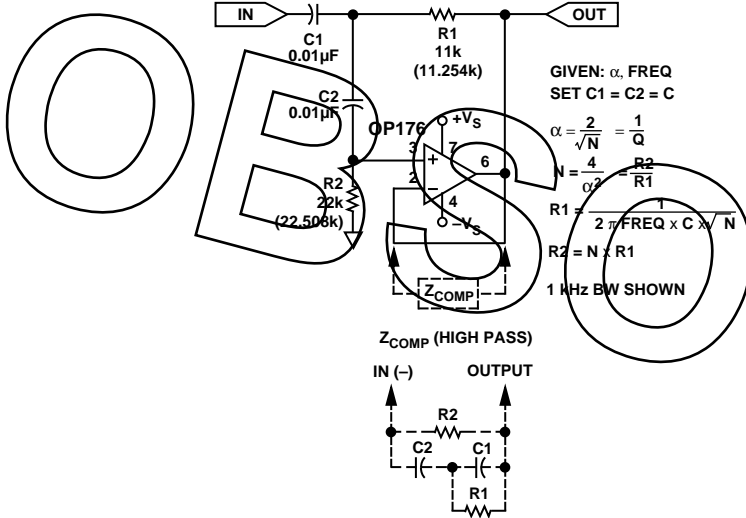 IN
OUT
C1
0.01µF
R1
11k
(11.254k)
C2
0.01µF
OP176
+VS
3
7
6
2
4
–VS
+
–
R2
22k
(22.508k)
GIVEN: α, FREQ
SET C1 = C2 = C
α = 2/√N = 1/Q
N = 4/α² = R2/R1
R1 = 1/(2 π FREQ x C x √N)
R2 = N x R1
1 kHz BW SHOWN
ZCOMP
ZCOMP (HIGH PASS)
IN (–)
OUTPUT
R2
C2
C1
R1
OBSO